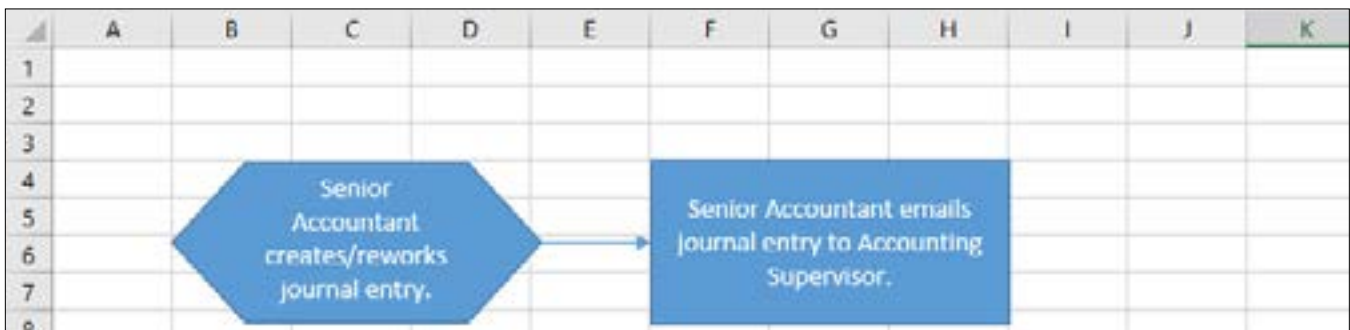 A B C D E F G H I J K
1
2
3
4
5
6
7
8
Senior
Accountant
creates/reworks
journal entry.
Senior Accountant emails
journal entry to Accounting
Supervisor.